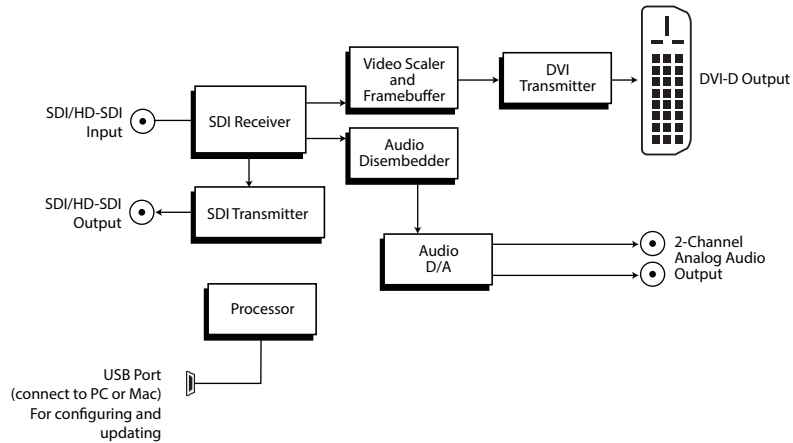 Video Scaler
and
Framebuffer
DVI
Transmitter
DVI-D Output
SDI/HD-SDI
Input
SDI Receiver
Audio
Disembedder
SDI/HD-SDI
Output
SDI Transmitter
Audio
D/A
2-Channel
Analog Audio
Output
Processor
USB Port
(connect to PC or Mac)
For configuring and
updating